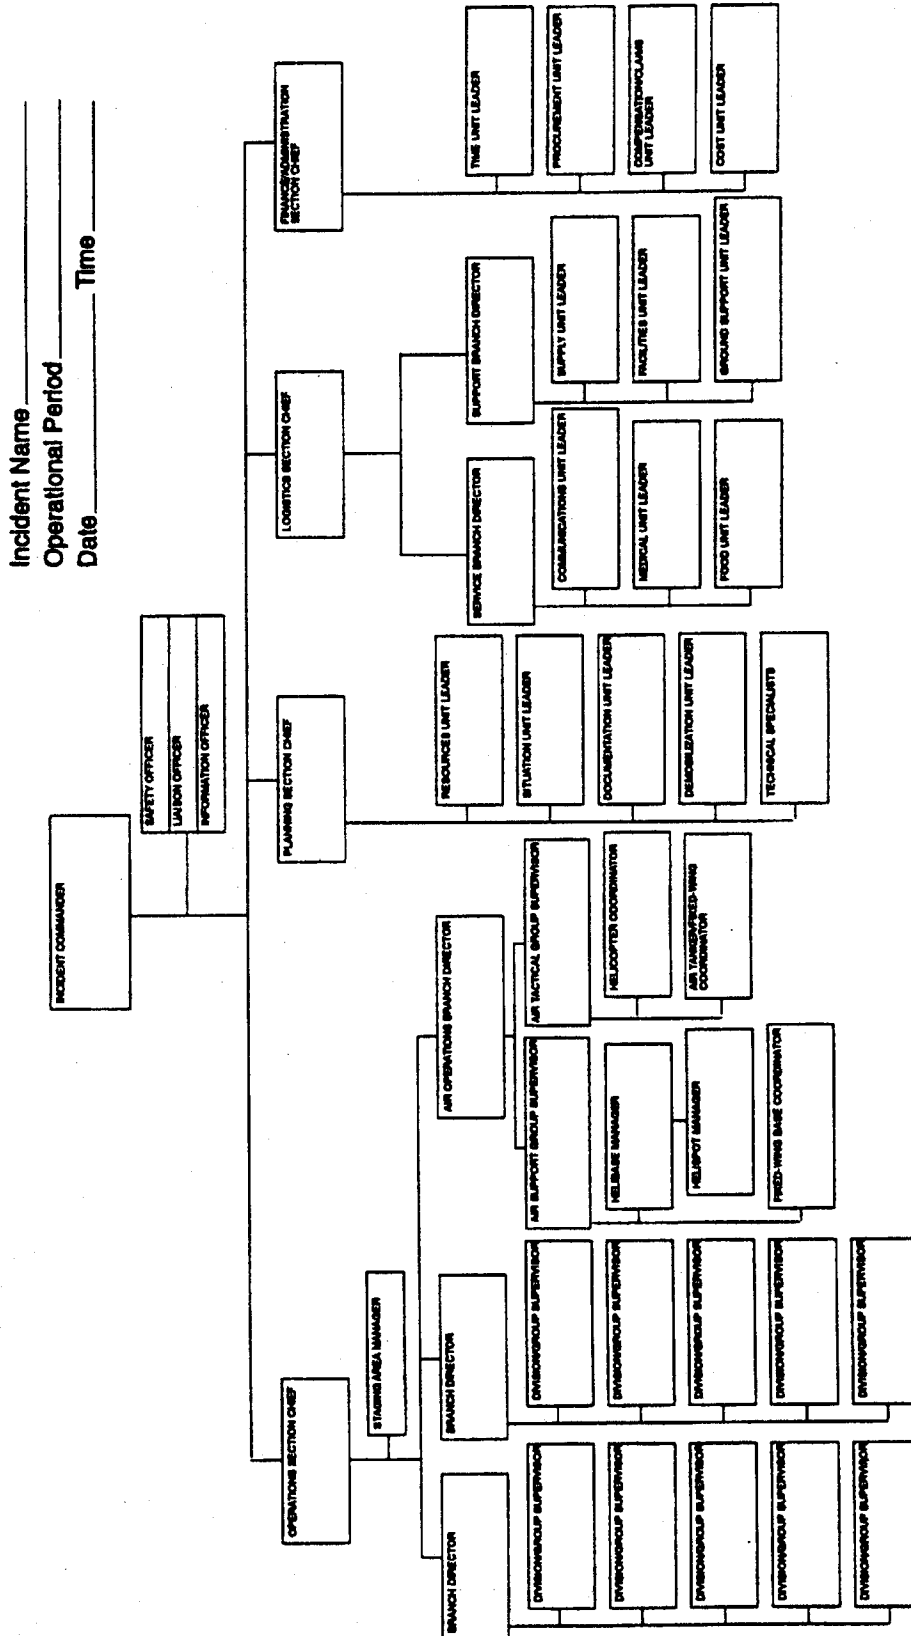 Incident Name
Operational Period
Date Time
INCIDENT COMMANDER
SAFETY OFFICER
LIAISON OFFICER
INFORMATION OFFICER
OPERATIONS SECTION CHIEF
STAGING AREA MANAGER
BRANCH DIRECTOR
DIVISION/GROUP SUPERVISOR
DIVISION/GROUP SUPERVISOR
DIVISION/GROUP SUPERVISOR
DIVISION/GROUP SUPERVISOR
DIVISION/GROUP SUPERVISOR
BRANCH DIRECTOR
DIVISION/GROUP SUPERVISOR
DIVISION/GROUP SUPERVISOR
DIVISION/GROUP SUPERVISOR
DIVISION/GROUP SUPERVISOR
DIVISION/GROUP SUPERVISOR
AIR OPERATIONS BRANCH DIRECTOR
AIR SUPPORT GROUP SUPERVISOR
HELIBASE MANAGER
HELISPOT MANAGER
FIXED-WING BASE COORDINATOR
AIR TACTICAL GROUP SUPERVISOR
HELICOPTER COORDINATOR
AIR TANKER/FIXED-WING
COORDINATOR
PLANNING SECTION CHIEF
RESOURCES UNIT LEADER
SITUATION UNIT LEADER
DOCUMENTATION UNIT LEADER
DEMOBILIZATION UNIT LEADER
TECHNICAL SPECIALISTS
LOGISTICS SECTION CHIEF
SERVICE BRANCH DIRECTOR
COMMUNICATIONS UNIT LEADER
MEDICAL UNIT LEADER
FOOD UNIT LEADER
SUPPORT BRANCH DIRECTOR
SUPPLY UNIT LEADER
FACILITIES UNIT LEADER
GROUND SUPPORT UNIT LEADER
FINANCE/ADMINISTRATION
SECTION CHIEF
TIME UNIT LEADER
PROCUREMENT UNIT LEADER
COMPENSATION/CLAIMS
UNIT LEADER
COST UNIT LEADER